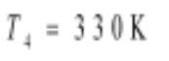 T₄ = 330K